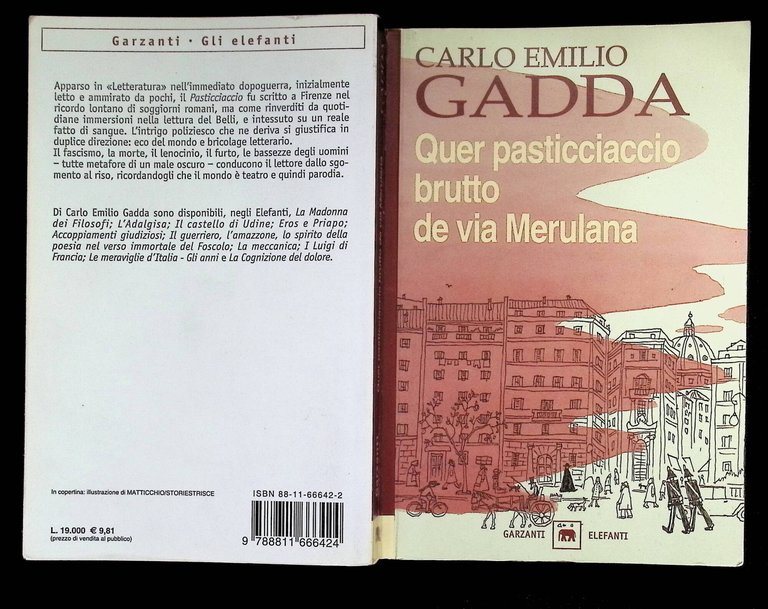 Garzanti · Gli elefanti
Apparso in «Letteratura» nell'immediato dopoguerra, inizialmente
letto e ammirato da pochi, il Pasticciaccio fu scritto a Firenze nel
ricordo lontano di soggiorni romani, ma come rinverditi da quoti-
diane immersioni nella lettura del Belli, e intessuto su un reale
fatto di sangue. L'intrigo poliziesco che ne deriva si giustifica in
duplice direzione: eco del mondo e bricolage letterario.
Il fascismo, la morte, il lenocinio, il furto, le bassezze degli uomini
– tutte metafore di un male oscuro – conducono il lettore dallo sgo-
mento al riso, ricordandogli che il mondo è teatro e quindi parodia.
Di Carlo Emilio Gadda sono disponibili, negli Elefanti, La Madonna
dei Filosofi; L'Adalgisa; Il castello di Udine; Eros e Priapo;
Accoppiamenti giudiziosi; Il guerriero, l'amazzone, lo spirito della
poesia nel verso immortale del Foscolo; La meccanica; I Luigi di
Francia; Le meraviglie d'Italia - Gli anni e La Cognizione del dolore.
In copertina: illustrazione di MATTICCHIO/STORIESTRISCE
ISBN 88-11-66642-2
L. 19.000 € 9,81
(prezzo di vendita al pubblico)
9 788811 666424
CARLO EMILIO
GADDA
Quer pasticciaccio
brutto
de via Merulana
GARZANTI ELEFANTI